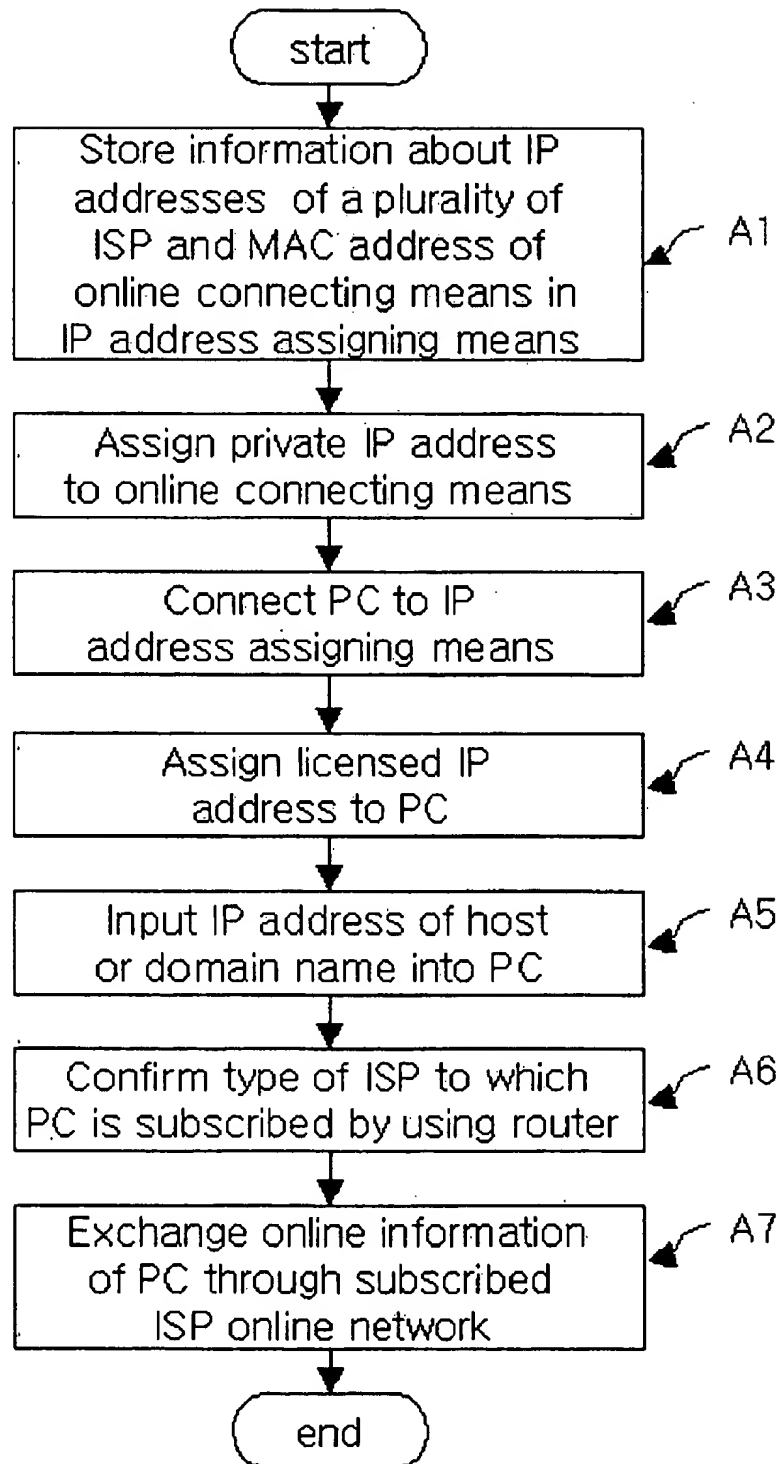 start
Store information about IP
addresses of a plurality of
ISP and MAC address of
online connecting means in
IP address assigning means
A1
Assign private IP address
to online connecting means
A2
Connect PC to IP
address assigning means
A3
Assign licensed IP
address to PC
A4
Input IP address of host
or domain name into PC
A5
Confirm type of ISP to which
PC is subscribed by using router
A6
Exchange online information
of PC through subscribed
ISP online network
A7
end